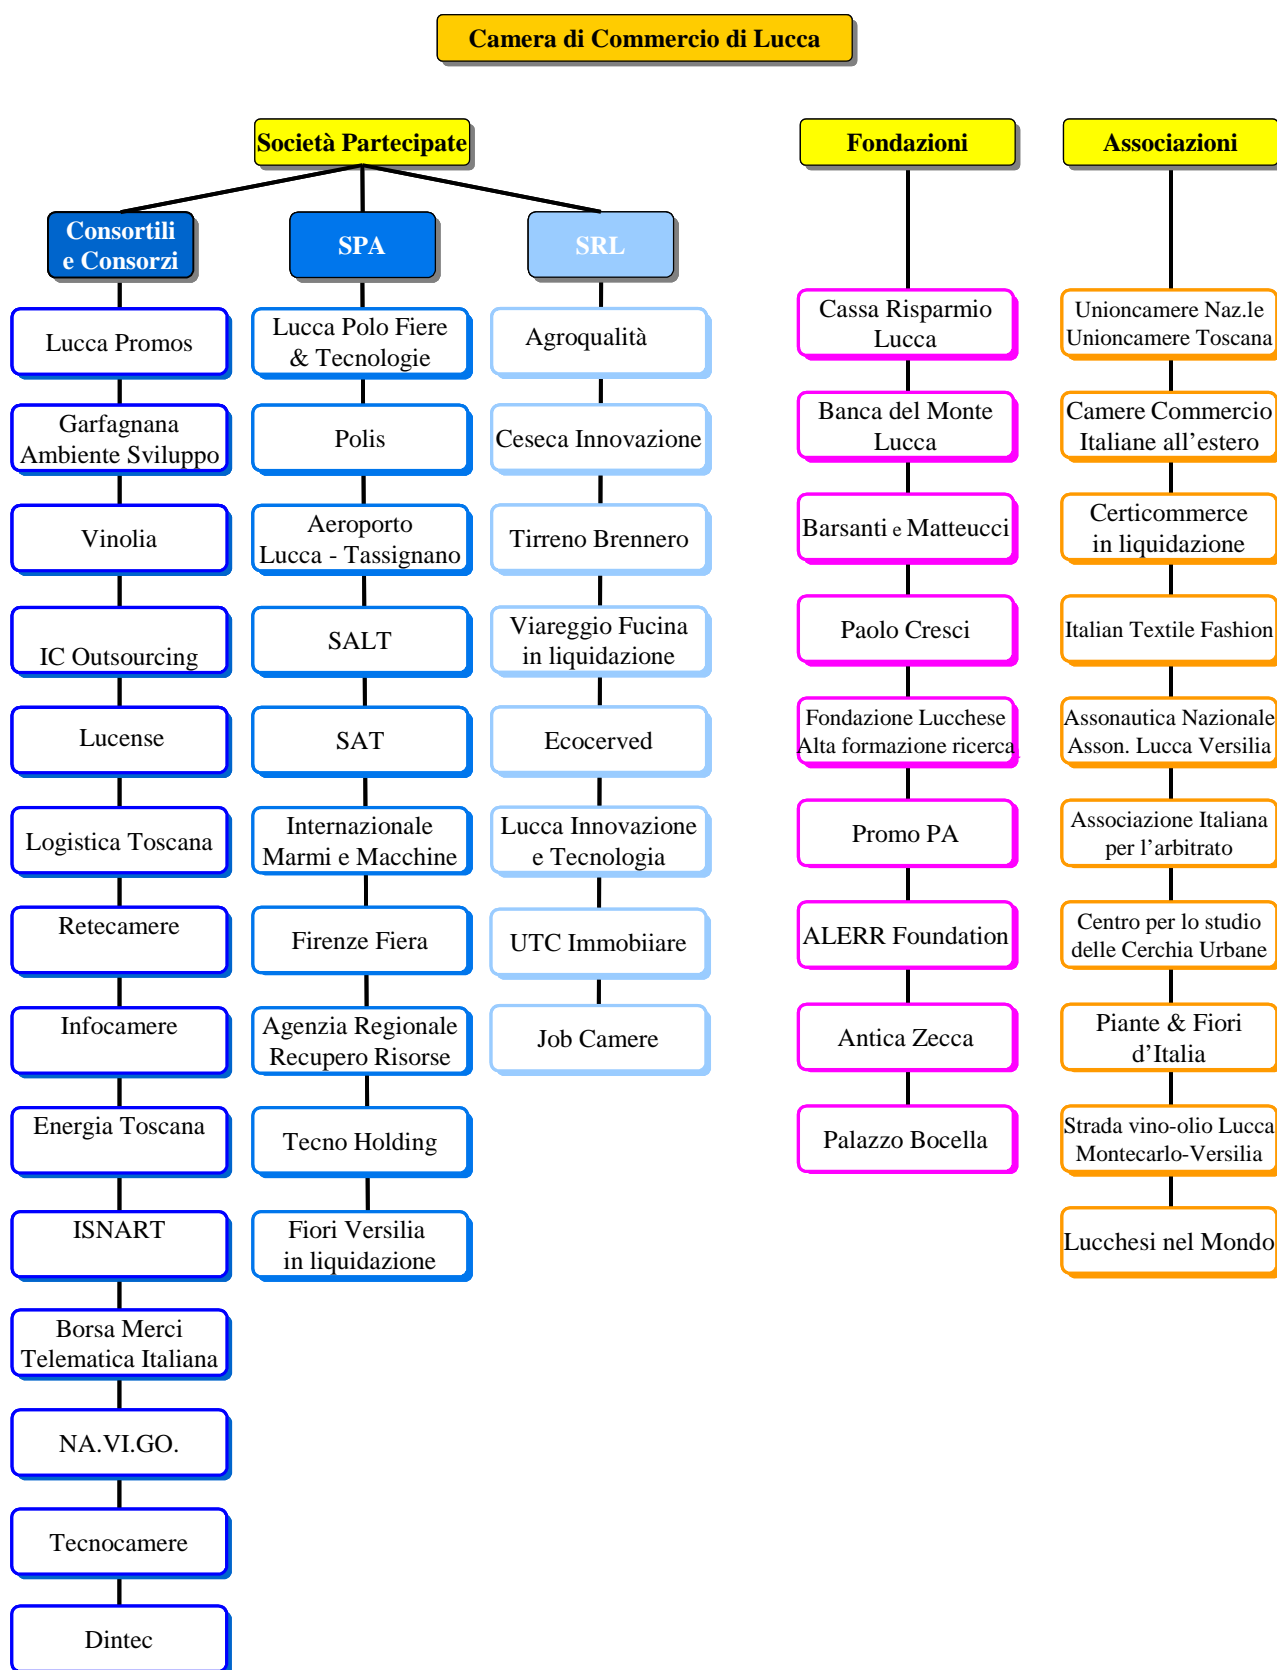 Camera di Commercio di Lucca
Società Partecipate
Fondazioni
Associazioni
Consortili
e Consorzi
SPA
SRL
Lucca Promos
Garfagnana
Ambiente Sviluppo
Vinolia
IC Outsourcing
Lucense
Logistica Toscana
Retecamere
Infocamere
Energia Toscana
ISNART
Borsa Merci
Telematica Italiana
NA.VI.GO.
Tecnocamere
Dintec
Lucca Polo Fiere
& Tecnologie
Polis
Aeroporto
Lucca - Tassignano
SALT
SAT
Internazionale
Marmi e Macchine
Firenze Fiera
Agenzia Regionale
Recupero Risorse
Tecno Holding
Fiori Versilia
in liquidazione
Agroqualità
Ceseca Innovazione
Tirreno Brennero
Viareggio Fucina
in liquidazione
Ecocerved
Lucca Innovazione
e Tecnologia
UTC Immobiiare
Job Camere
Cassa Risparmio
Lucca
Banca del Monte
Lucca
Barsanti e Matteucci
Paolo Cresci
Fondazione Lucchese
Alta formazione ricerca
Promo PA
ALERR Foundation
Antica Zecca
Palazzo Bocella
Unioncamere Naz.le
Unioncamere Toscana
Camere Commercio
Italiane all’estero
Certicommerce
in liquidazione
Italian Textile Fashion
Assonautica Nazionale
Asson. Lucca Versilia
Associazione Italiana
per l’arbitrato
Centro per lo studio
delle Cerchia Urbane
Piante & Fiori
d’Italia
Strada vino-olio Lucca
Montecarlo-Versilia
Lucchesi nel Mondo